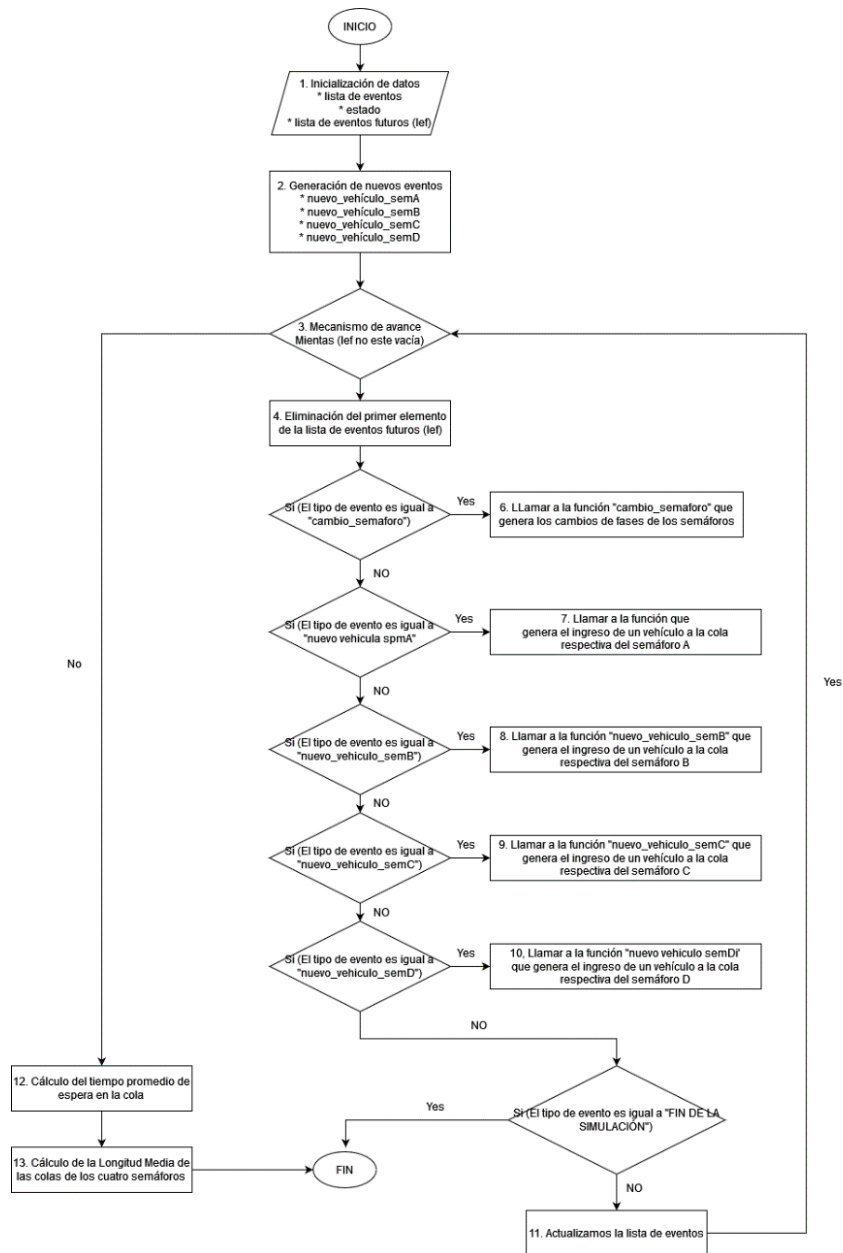 INICIO
1. Inicialización de datos
* lista de eventos
* estado
* lista de eventos futuros (lef)
2. Generación de nuevos eventos
* nuevo_vehículo_semA
* nuevo_vehículo_semB
* nuevo_vehículo_semC
* nuevo_vehículo_semD
3. Mecanismo de avance
Mientas (lef no este vacía)
4. Eliminación del primer elemento
de la lista de eventos futuros (lef)
Si (El tipo de evento es igual a
"cambio_semaforo")
Yes
6. LLamar a la función "cambio_semaforo" que
genera los cambios de fases de los semáforos
NO
Si (El tipo de evento es igual a
"nuevo vehicula spmA"
Yes
7. Llamar a la función que
genera el ingreso de un vehículo a la cola
respectiva del semáforo A
No
Yes
NO
Si (El tipo de evento es igual a
"nuevo_vehiculo_semB")
Yes
8. Llamar a la función "nuevo_vehiculo_semB" que
genera el ingreso de un vehículo a la cola
respectiva del semáforo B
NO
Si (El tipo de evento es igual a
"nuevo_vehiculo_semC")
Yes
9. Llamar a la función "nuevo_vehiculo_semC" que
genera el ingreso de un vehículo a la cola
respectiva del semáforo C
NO
Si (El tipo de evento es igual a
"nuevo_vehiculo_semD")
Yes
10, Llamar a la función "nuevo vehiculo semDi'
que genera el ingreso de un vehículo a la cola
respectiva del semáforo D
NO
12. Cálculo del tiempo promedio de
espera en la cola
Yes
Si (El tipo de evento es igual a "FIN DE LA
SIMULACIÓN")
13. Cálculo de la Longitud Media de
las colas de los cuatro semáforos
FIN
NO
11. Actualizamos la lista de eventos